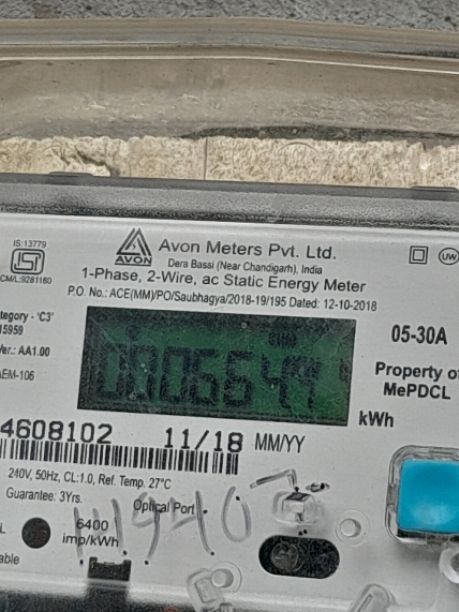 IS:13779
CM/L:9281160
AVON
Avon Meters Pvt. Ltd.
Dera Bassi (Near Chandigarh), India
1-Phase, 2-Wire, ac Static Energy Meter
P.O. No.: ACE(MM)/PO/Saubhagya/2018-19/195 Dated: 12-10-2018
UW
ategory - 'C3'
15959
Ver.: AA1.00
AEM-106
05-30A
Property of
MePDCL
kWh
4608102 11/18 MM/YY
240V, 50Hz, CL:1.0, Ref. Temp. 27°C
Guarantee: 3Yrs.
Optical Port
6400
imp/kWh
able